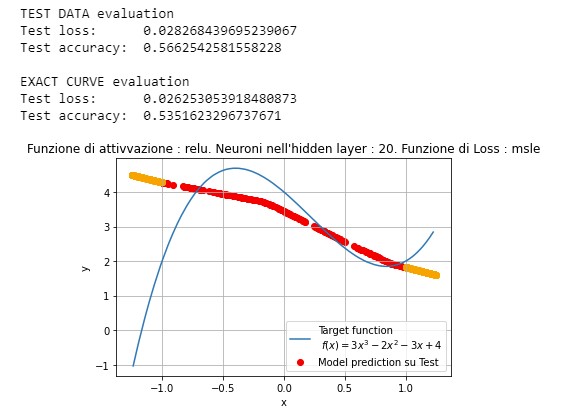 TEST DATA evaluation
Test loss: 0.028268439695239067
Test accuracy: 0.5662542581558228
EXACT CURVE evaluation
Test loss: 0.026253053918480873
Test accuracy: 0.5351623296737671
Funzione di attivvazione : relu. Neuroni nell'hidden layer : 20. Funzione di Loss : msle
y
4
3
2
1
0
−1
Target function
f(x) = 3x³ − 2x² − 3x + 4
Model prediction su Test
−1.0 −0.5 0.0 0.5 1.0
x